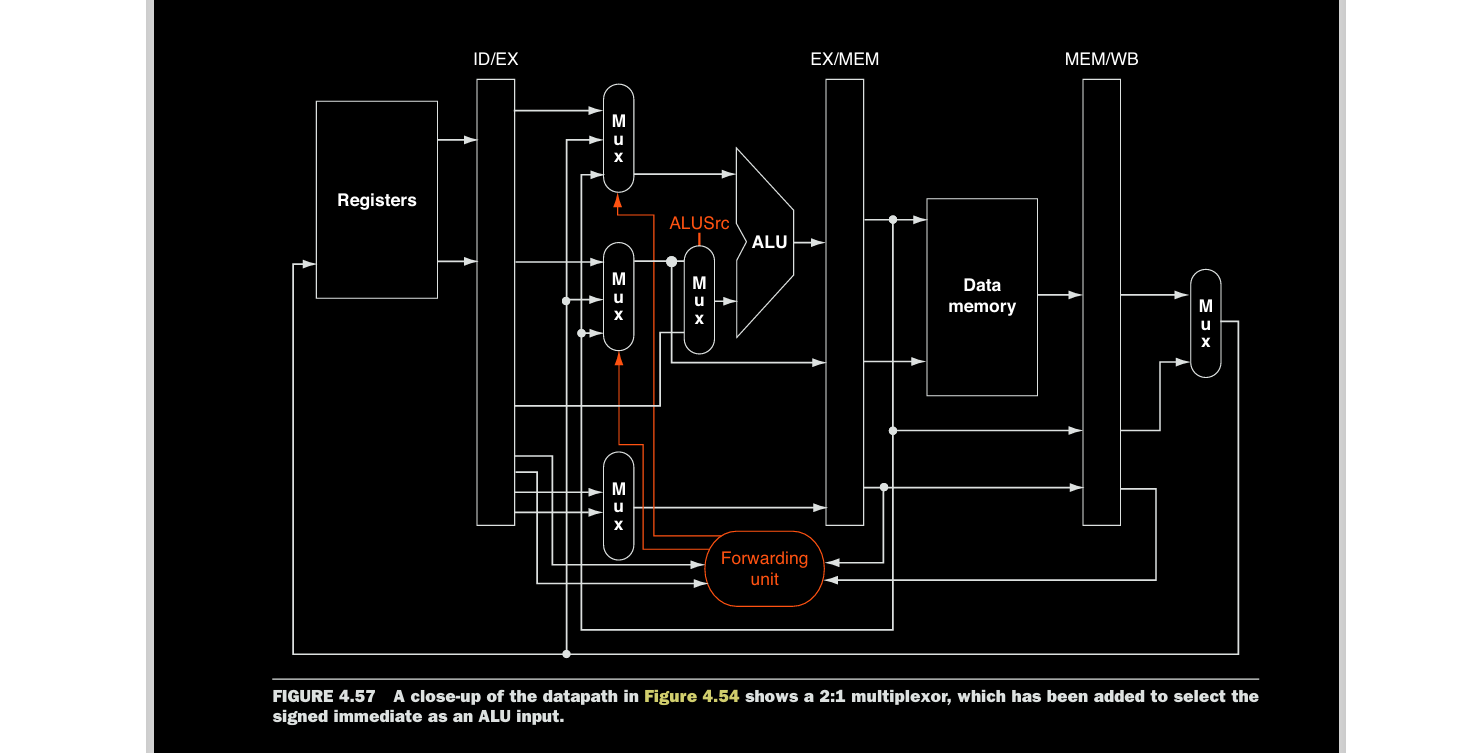 ID/EX
EX/MEM
MEM/WB
M
u
x
Registers
ALUSrc
ALU
M
u
x
M
u
x
Data
memory
M
u
x
M
u
x
Forwarding
unit
FIGURE 4.57 A close-up of the datapath in Figure 4.54 shows a 2:1 multiplexor, which has been added to select the
signed immediate as an ALU input.